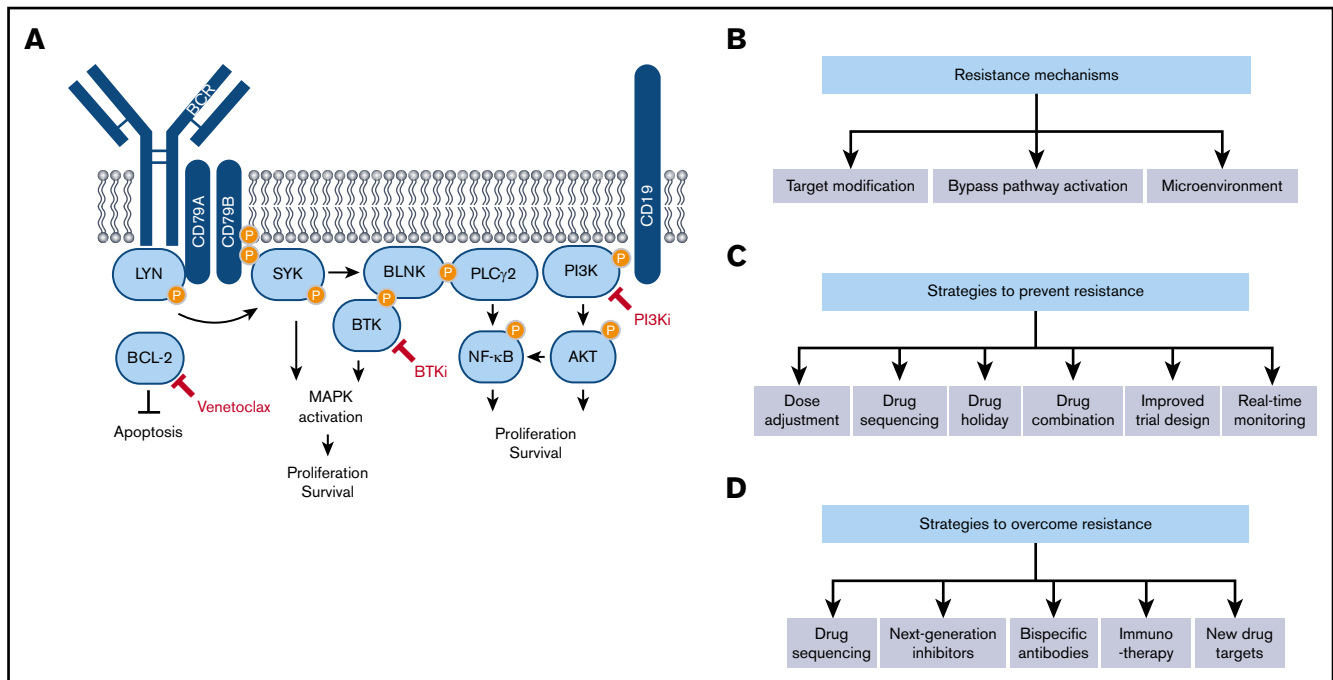 A
BCR
CD79A
CD79B
CD19
P
P
LYN
P
SYK
P
BLNK
P
PLCγ2
PI3K
P
P
BTK
PI3Ki
BCL-2
NF-κB
P
AKT
P
BTKi
Venetoclax
Apoptosis
MAPK
activation
Proliferation
Survival
Proliferation
Survival
B
Resistance mechanisms
Target modification
Bypass pathway activation
Microenvironment
C
Strategies to prevent resistance
Dose
adjustment
Drug
sequencing
Drug
holiday
Drug
combination
Improved
trial design
Real-time
monitoring
D
Strategies to overcome resistance
Drug
sequencing
Next-generation
inhibitors
Bispecific
antibodies
Immuno
-therapy
New drug
targets